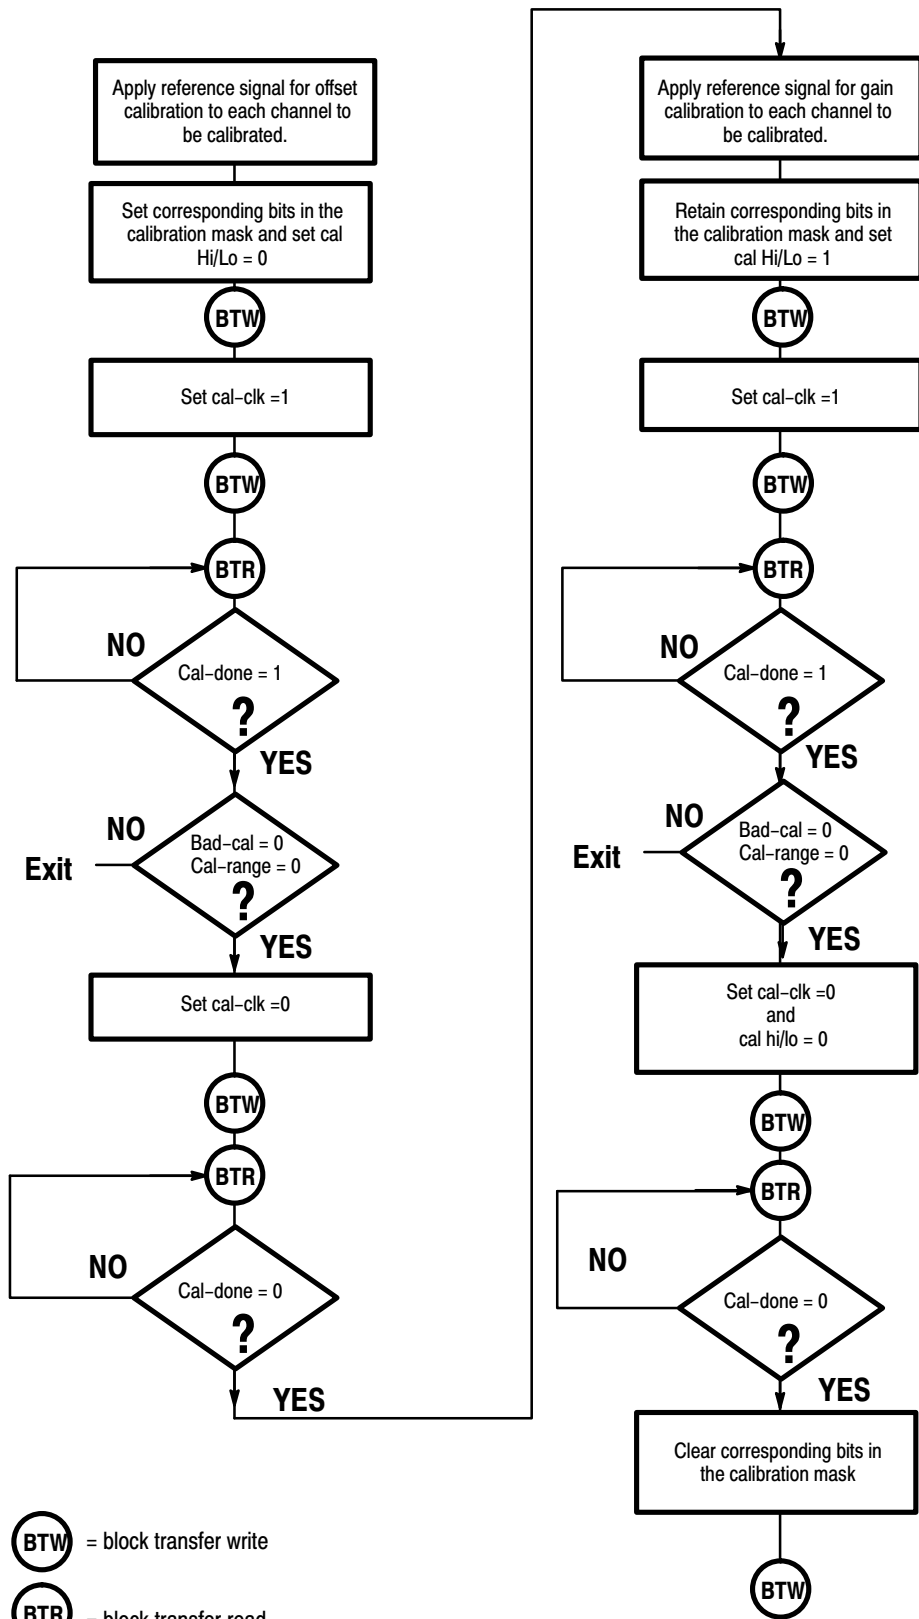 Apply reference signal for offset
calibration to each channel to
be calibrated.
Set corresponding bits in the
calibration mask and set cal
Hi/Lo = 0
BTW
Set cal–clk =1
BTW
BTR
NO
Cal–done = 1
?
YES
NO
Bad–cal = 0
Exit
Cal–range = 0
?
YES
Set cal–clk =0
BTW
BTR
NO
Cal–done = 0
?
YES
Apply reference signal for gain
calibration to each channel to
be calibrated.
Retain corresponding bits in
the calibration mask and set
cal Hi/Lo = 1
BTW
Set cal–clk =1
BTW
BTR
NO
Cal–done = 1
?
YES
NO
Bad–cal = 0
Exit
Cal–range = 0
?
YES
Set cal–clk =0
and
cal hi/lo = 0
BTW
BTR
NO
Cal–done = 0
?
YES
Clear corresponding bits in
the calibration mask
BTW
BTW = block transfer write
BTR = block transfer read